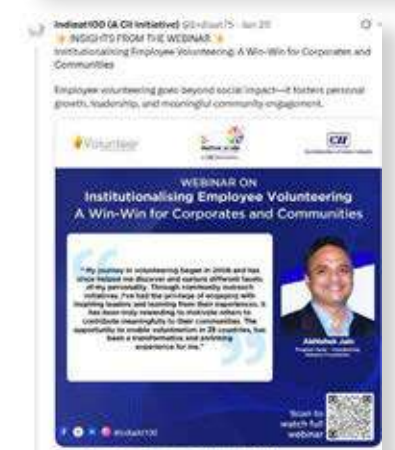 Indiaat100 (A CII Initiative)
INSIGHTS FROM THE WEBINAR
Institutionalising Employee Volunteering: A Win-Win for Corporates and
Communities
Employee volunteering goes beyond social impact—it fosters personal
growth, leadership, and meaningful community engagement.
iVolunteer
CII
WEBINAR ON
Institutionalising Employee Volunteering
A Win-Win for Corporates and Communities
"My journey in volunteering began in 2008 and has
since helped me discover and nurture different facets
of my personality. Through community outreach
initiatives, I've had the privilege of engaging with
inspiring leaders and learning from their experiences. It
has been truly rewarding to motivate others to
contribute meaningfully to their communities. The
opportunity to enable volunteerism in 25 countries, has
been a transformative and enriching
experience for me."
Abhishek Jain
Scan to
watch full
webinar